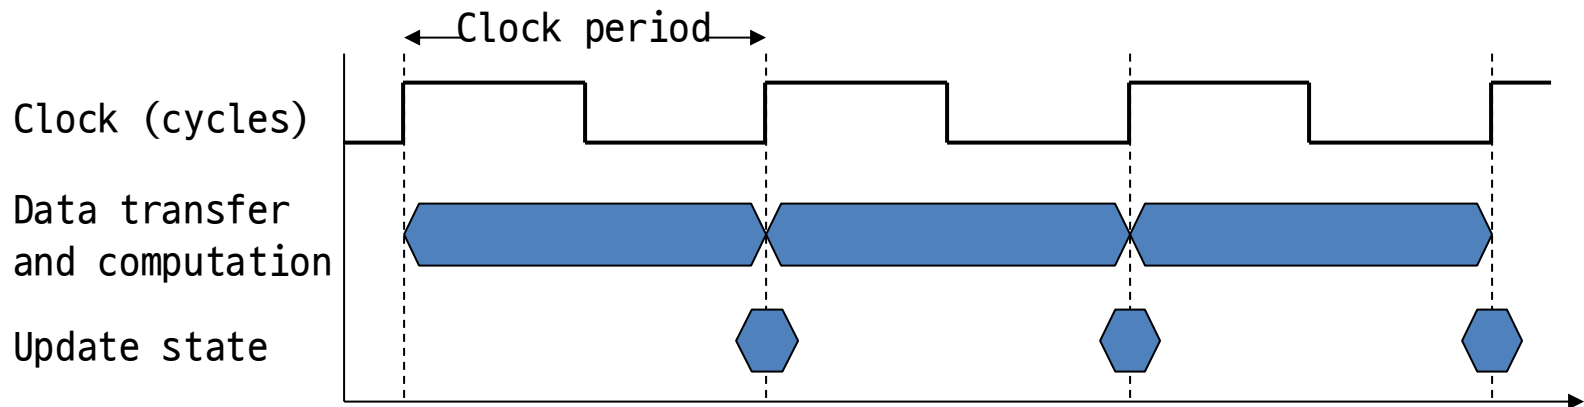 Clock period
Clock (cycles)
Data transfer
and computation
Update state